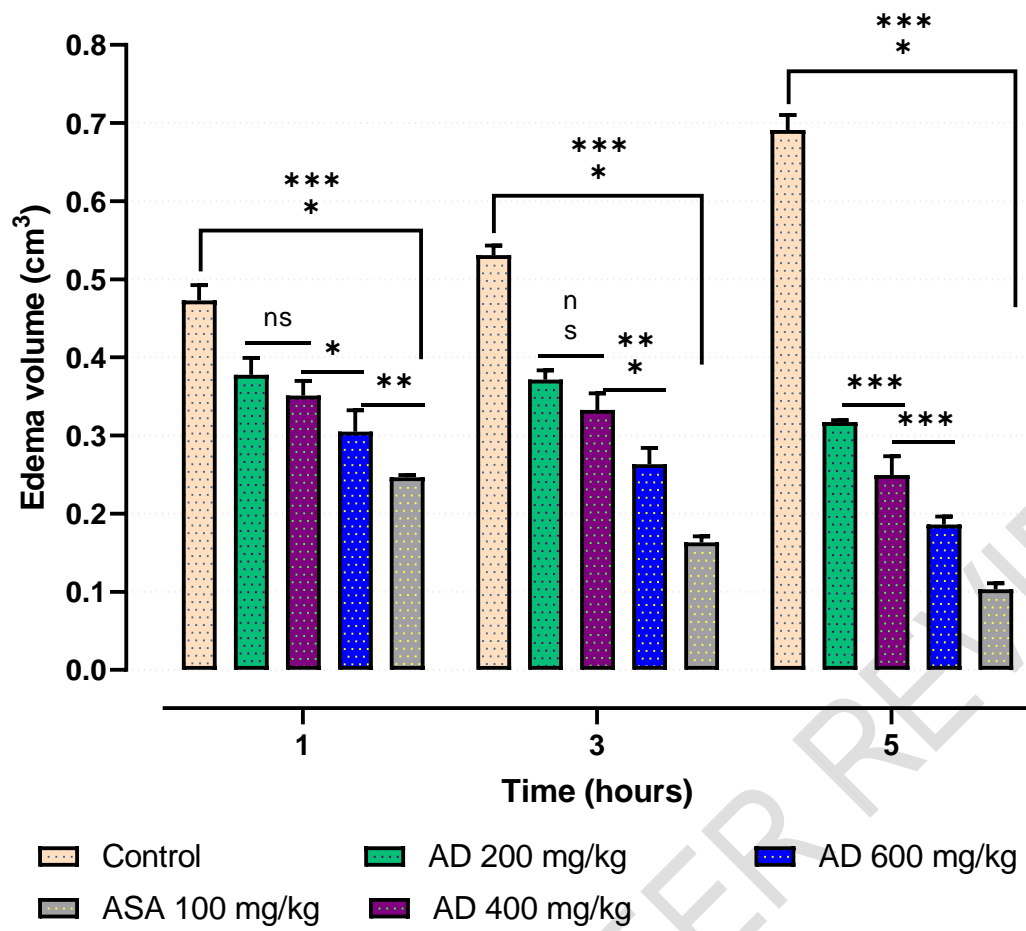 ***
*
0.8
0.7
0.6
0.5
0.4
0.3
0.2
0.1
0.0
Edema volume (cm³)
***
*
ns
*
**
***
*
n
s
**
*
***
***
1
3
5
Time (hours)
Control
AD 200 mg/kg
AD 600 mg/kg
ASA 100 mg/kg
AD 400 mg/kg